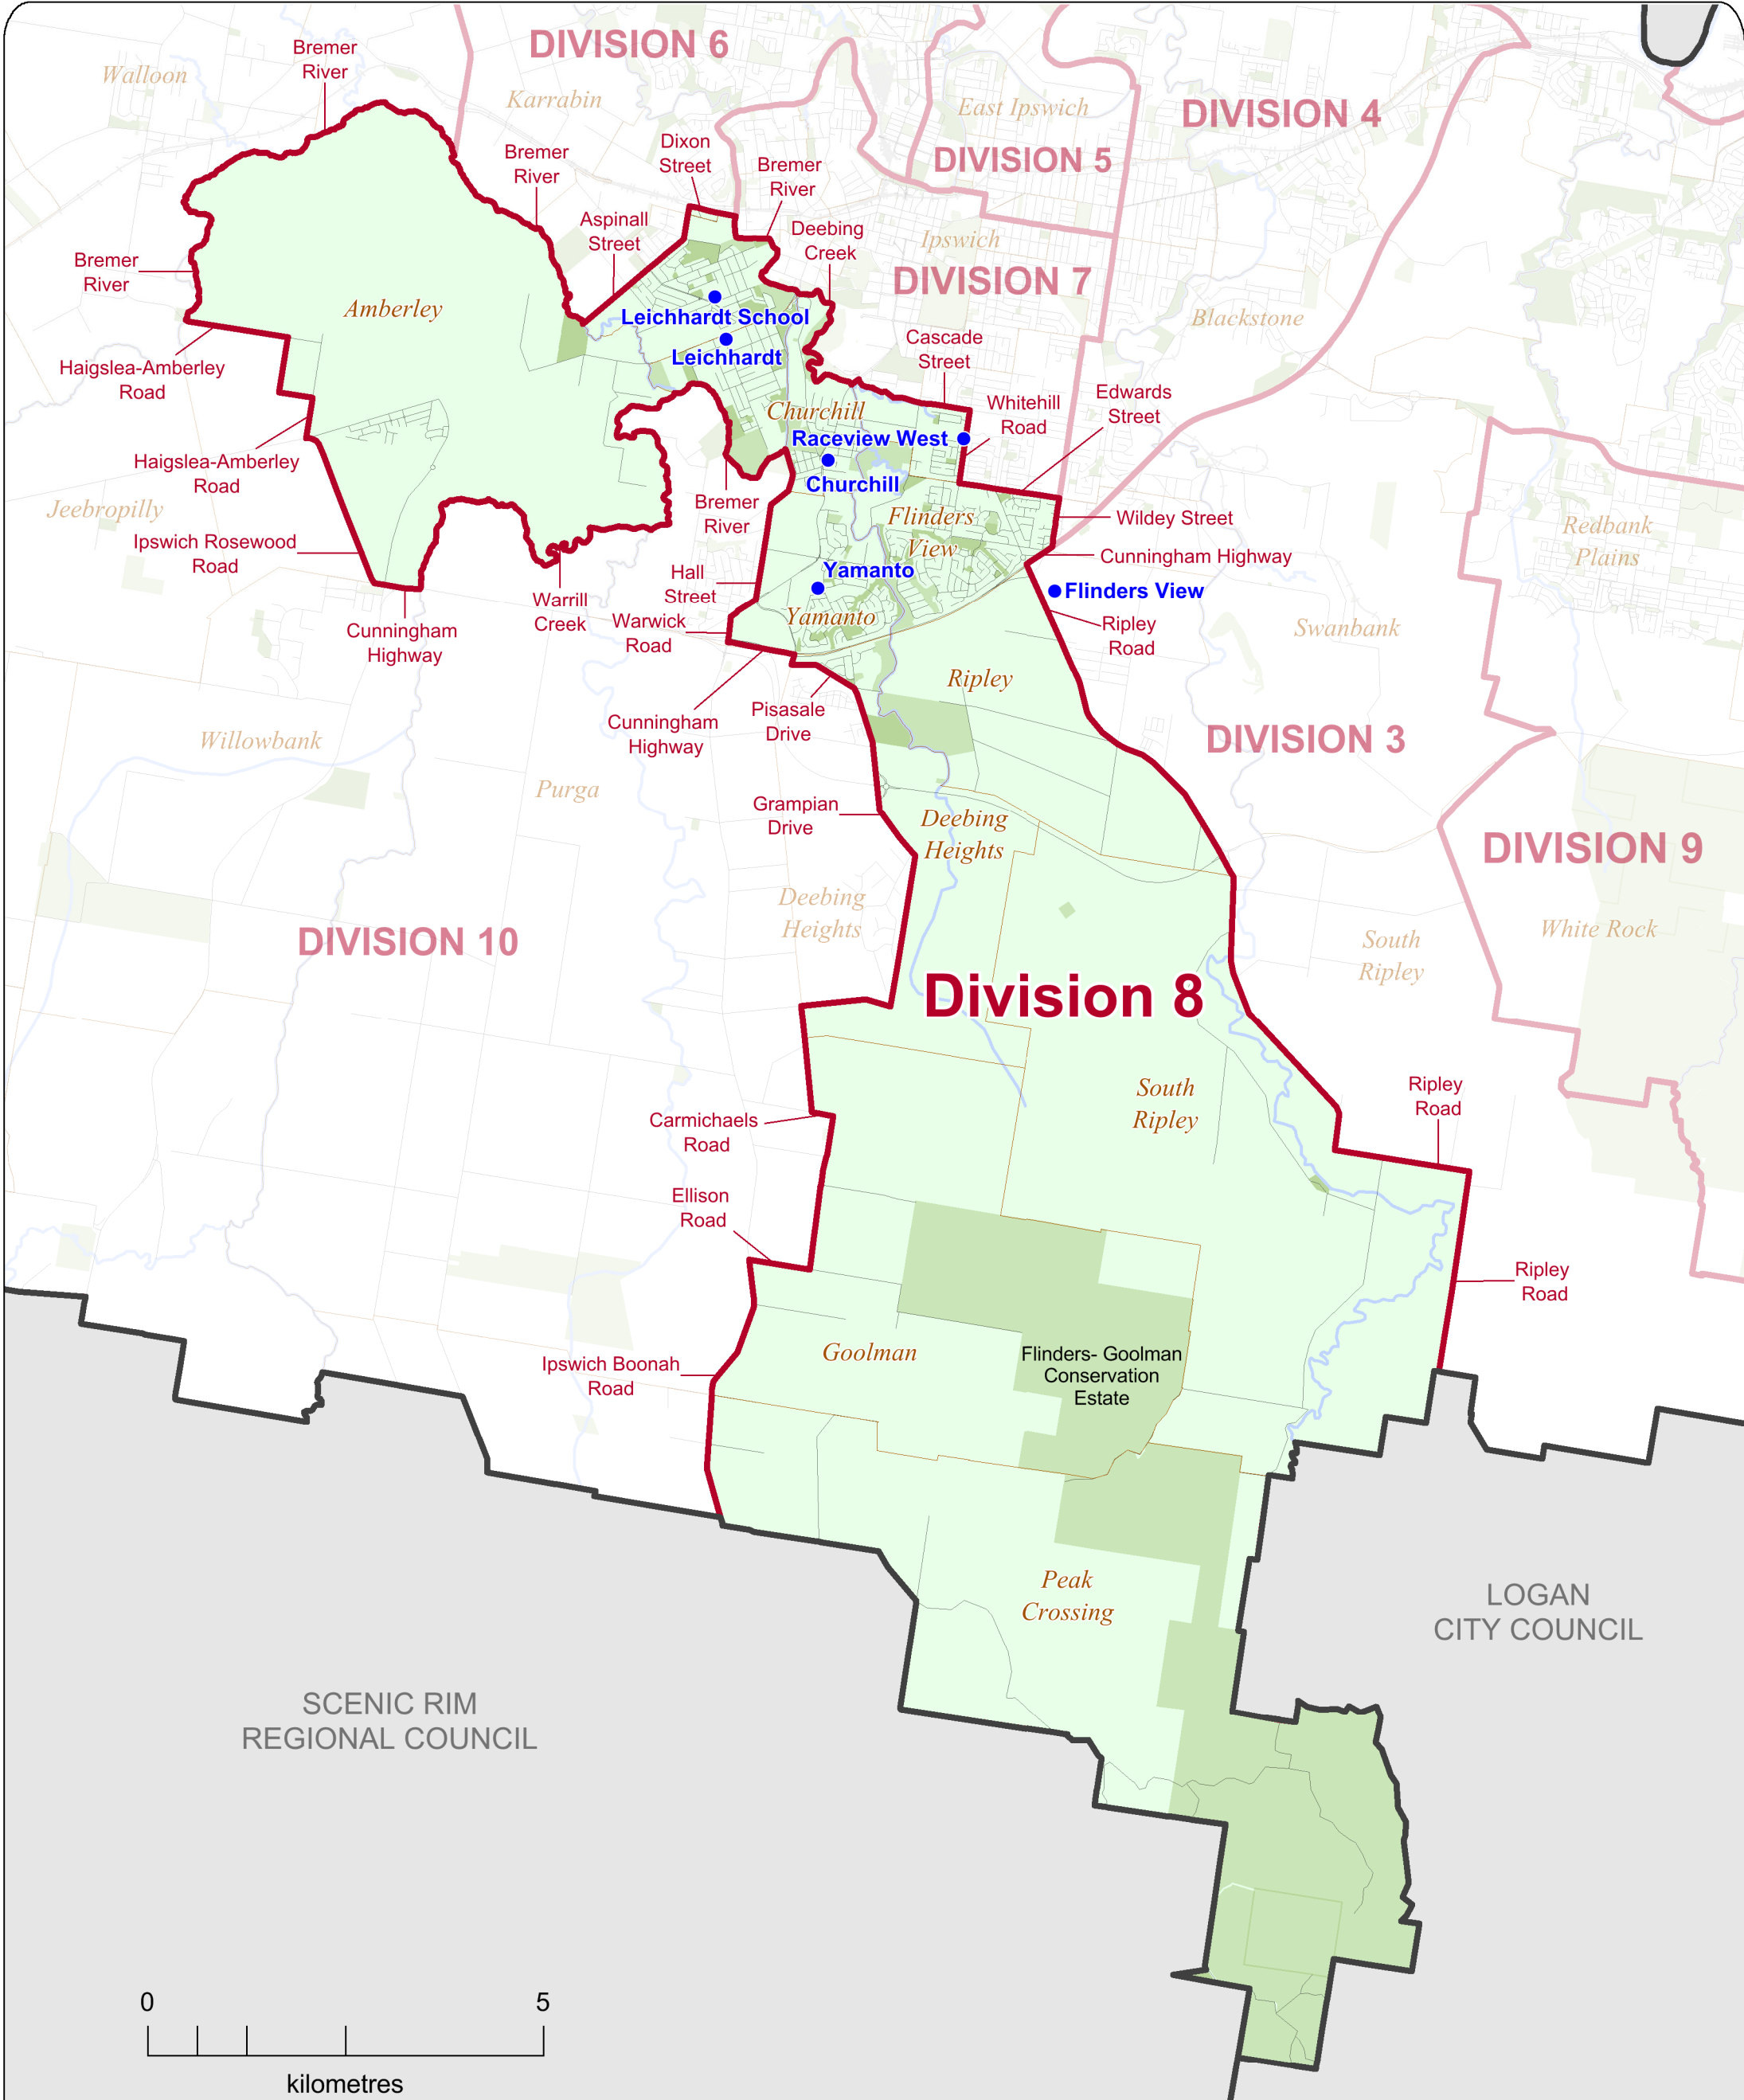 DIVISION 6
Bremer
River
Walloon
Karrabin
East Ipswich
DIVISION 4
Dixon
Street
Bremer
River
Bremer
River
DIVISION 5
Aspinall
Street
Deebing
Creek
Ipswich
Bremer
River
DIVISION 7
Amberley
Leichhardt School
Blackstone
Leichhardt
Cascade
Street
Haigslea-Amberley
Road
Edwards
Street
Churchill
Whitehill
Road
Raceview West
Haigslea-Amberley
Road
Churchill
Jeebropilly
Bremer
River
Flinders
View
Wildey Street
Redbank
Plains
Ipswich Rosewood
Road
Cunningham Highway
Hall
Street
Yamanto
Flinders View
Warrill
Creek
Warwick
Road
Yamanto
Ripley
Road
Swanbank
Cunningham
Highway
Ripley
Cunningham
Highway
Pisasale
Drive
Willowbank
DIVISION 3
Purga
Grampian
Drive
Deebing
Heights
DIVISION 9
Deebing
Heights
DIVISION 10
South
Ripley
White Rock
Division 8
South
Ripley
Ripley
Road
Carmichaels
Road
Ellison
Road
Ripley
Road
Ipswich Boonah
Road
Goolman
Flinders- Goolman
Conservation
Estate
Peak
Crossing
LOGAN
CITY COUNCIL
SCENIC RIM
REGIONAL COUNCIL
0 5
kilometres